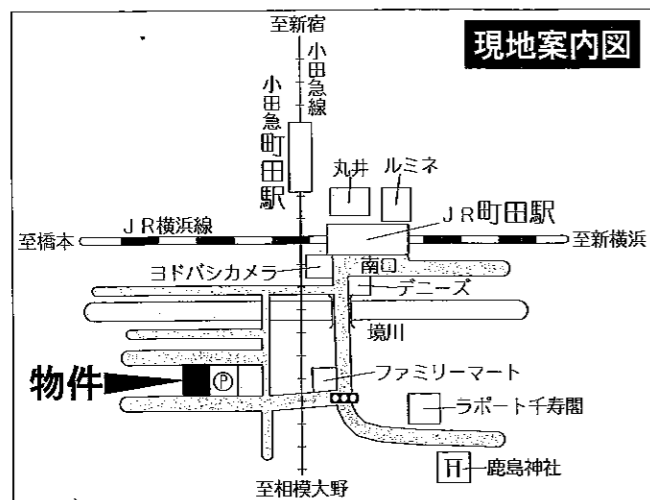 至新宿
現地案内図
小田急線
小田急町田駅
丸井
ルミネ
JR町田駅
JR横浜線
至橋本
至新横浜
ヨドバシカメラ
南口
デニーズ
境川
物件
P
ファミリーマート
ラポート千寿閣
鹿島神社
至相模大野